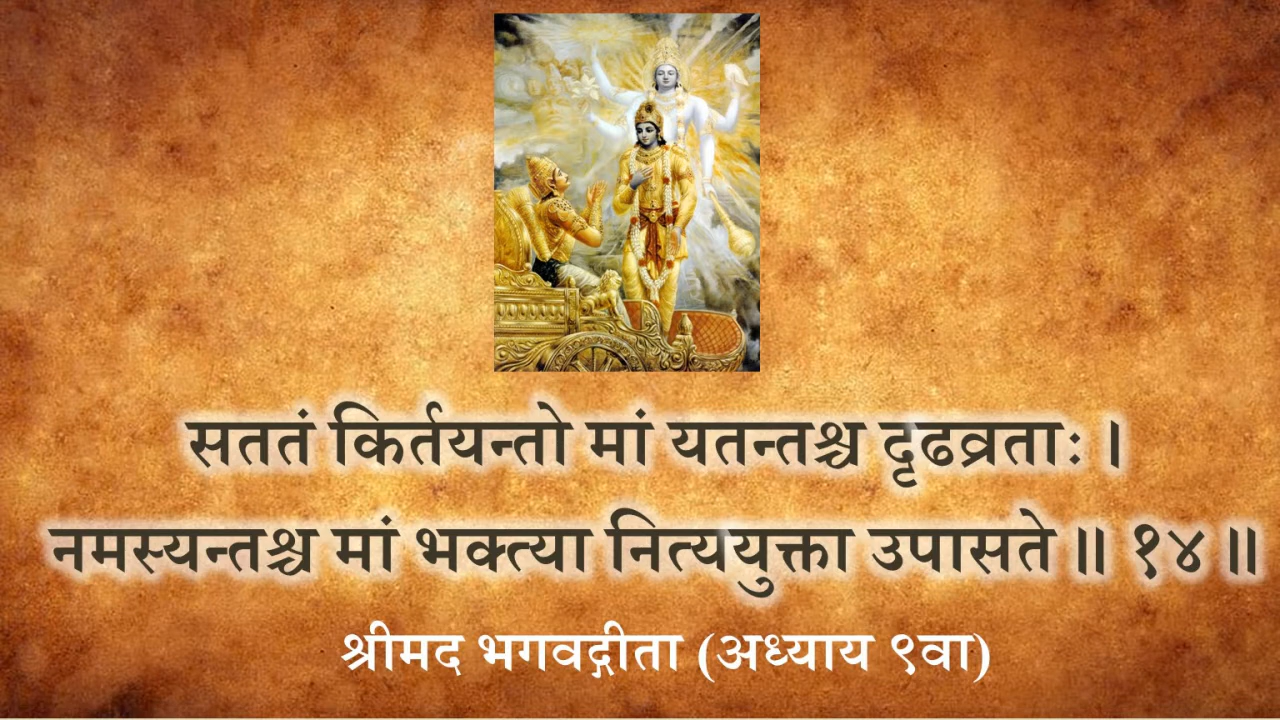 सततं किर्तयन्तो मां यतन्तश्च दृढव्रताः ।
नमस्यन्तश्च मां भक्त्या नित्ययुक्ता उपासते ॥ १४ ॥
श्रीमद भगवद्गीता (अध्याय ९वा)